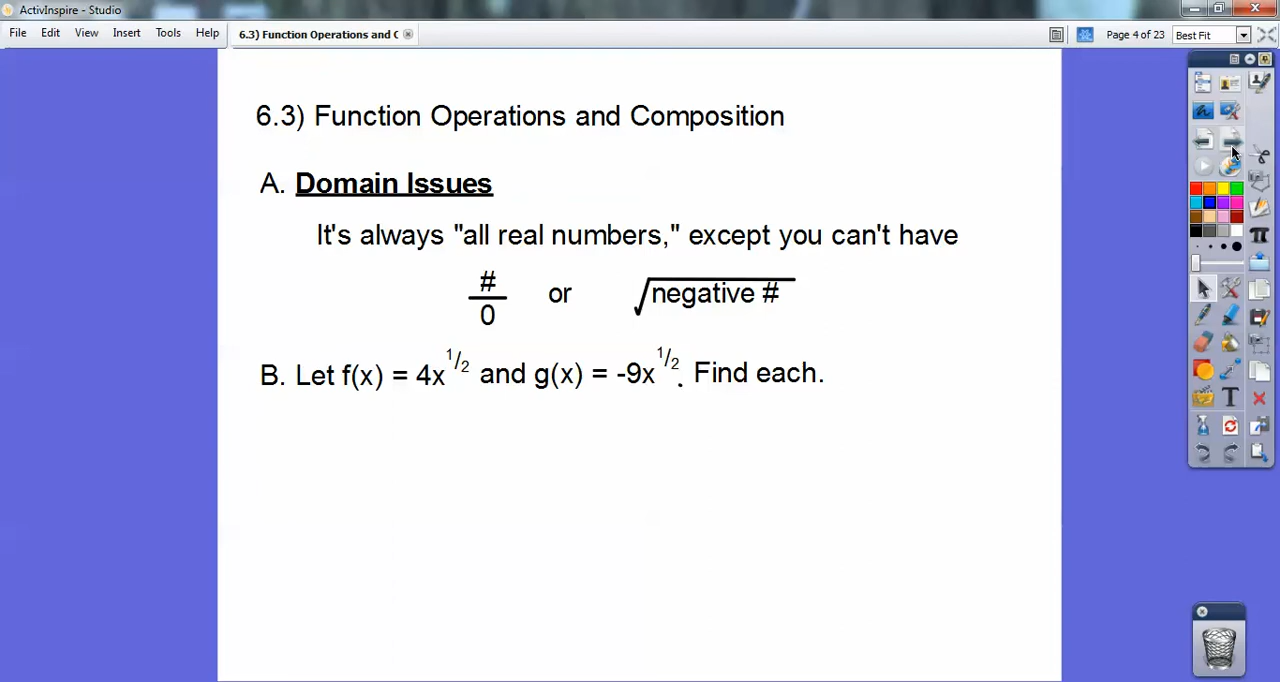 ActivInspire - Studio
File Edit View Insert Tools Help
6.3) Function Operations and C
Page 4 of 23
Best Fit
6.3) Function Operations and Composition
A. Domain Issues
It's always "all real numbers," except you can't have
#/0 or √negative #
B. Let f(x) = 4x^1/2 and g(x) = -9x^1/2. Find each.